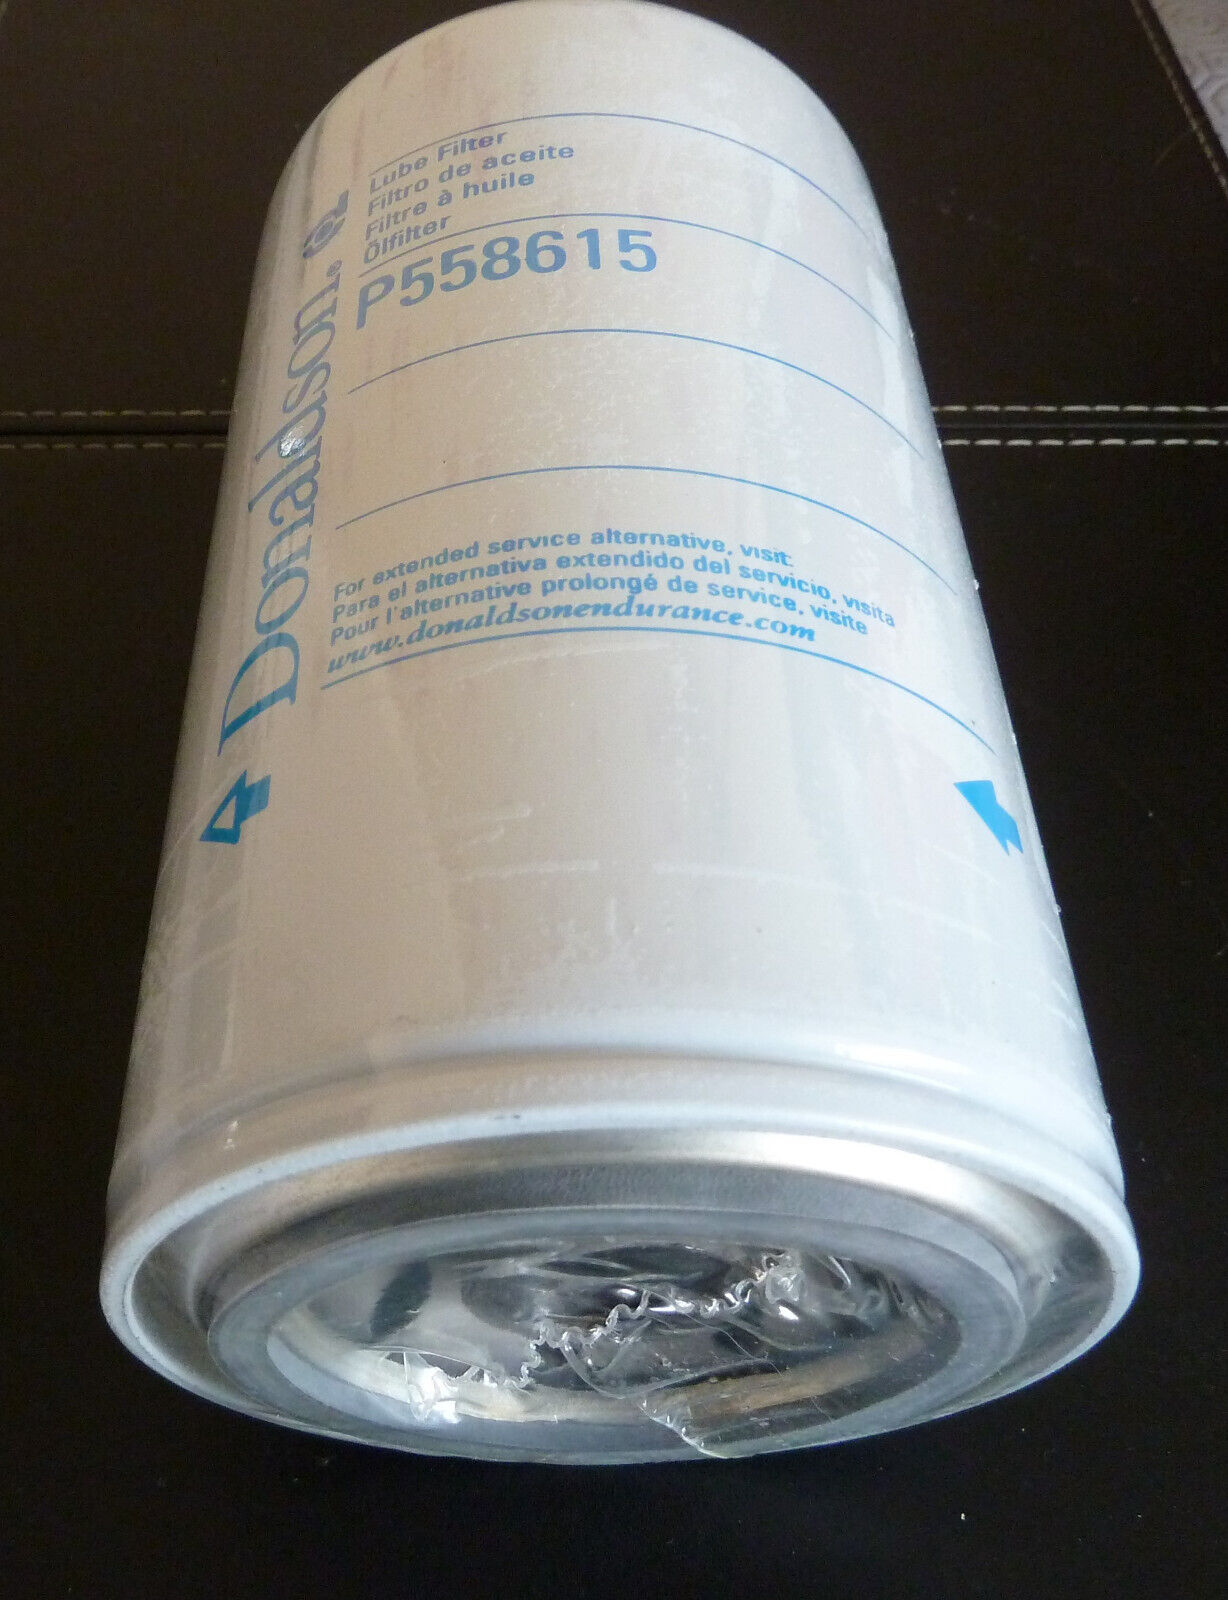 Donaldson®
Lube Filter
Filtro de aceite
Filtre à huile
Ölfilter
P558615
For extended service alternative, visit:
Para el alternativa extendido del servicio, visita
Pour l'alternative prolongé de service, visite
www.donaldsonendurance.com